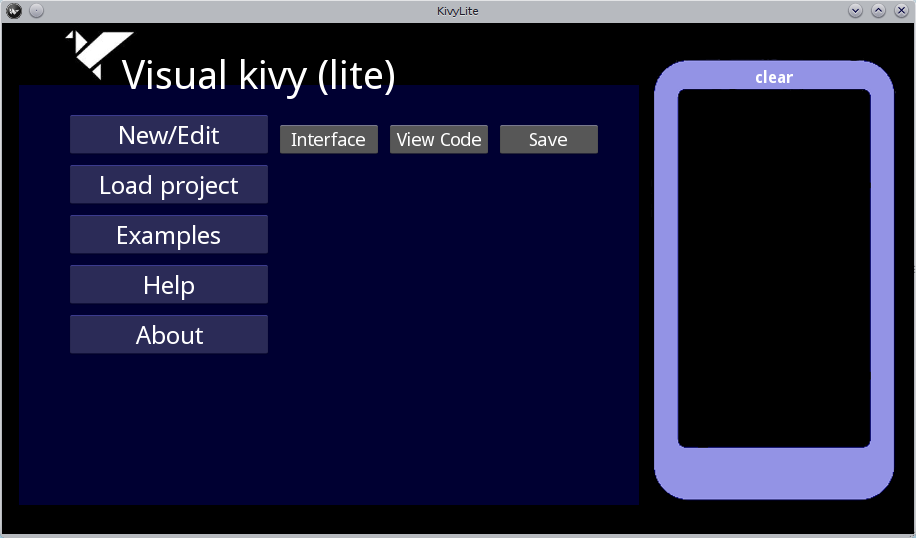 KivyLite
Visual kivy (lite)
clear
New/Edit
Interface
View Code
Save
Load project
Examples
Help
About